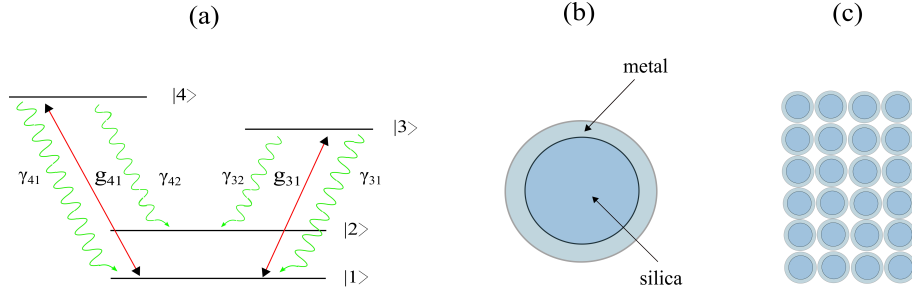 (a)
(b)
(c)
|4>
|3>
γ41
g41
γ42
γ32
g31
γ31
|2>
|1>
metal
silica